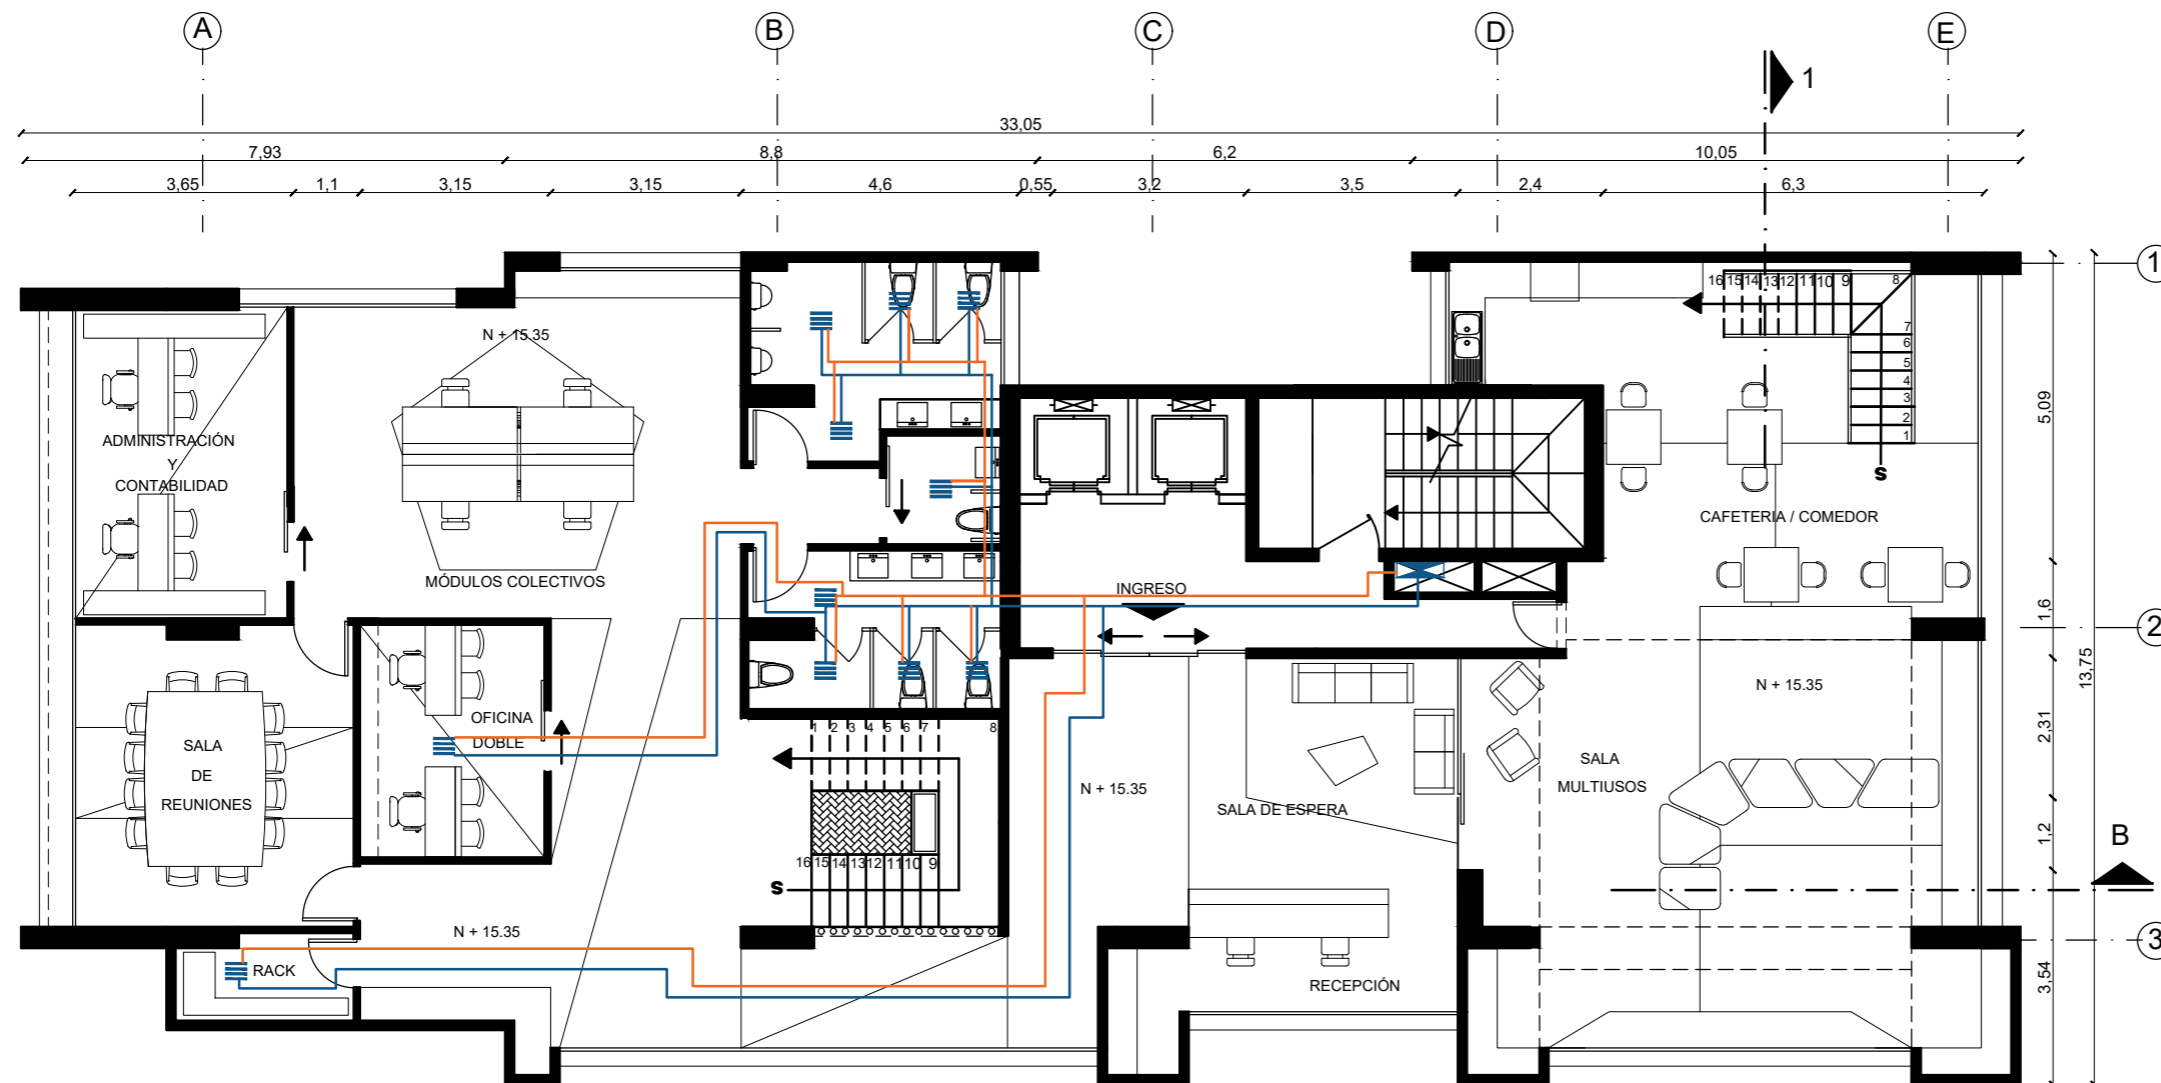 A
B
C
D
E
1
33,05
7,93
8,8
6,2
10,05
3,65
1,1
3,15
3,15
4,6
0,55
3,2
3,5
2,4
6,3
1
16 15 14 13 12 11 10 9
8
7
6
5
4
3
2
1
s
N + 15.35
5,09
ADMINISTRACIÓN
Y
CONTABILIDAD
MÓDULOS COLECTIVOS
CAFETERIA / COMEDOR
INGRESO
1,6
2
13,75
OFICINA
DOBLE
SALA
DE
REUNIONES
1 2 3 4 5 6 7 8
16 15 14 13 12 11 10 9
s
N + 15.35
SALA DE ESPERA
N + 15.35
SALA
MULTIUSOS
2,31
1,2
B
N + 15.35
3
RACK
RECEPCIÓN
3,54